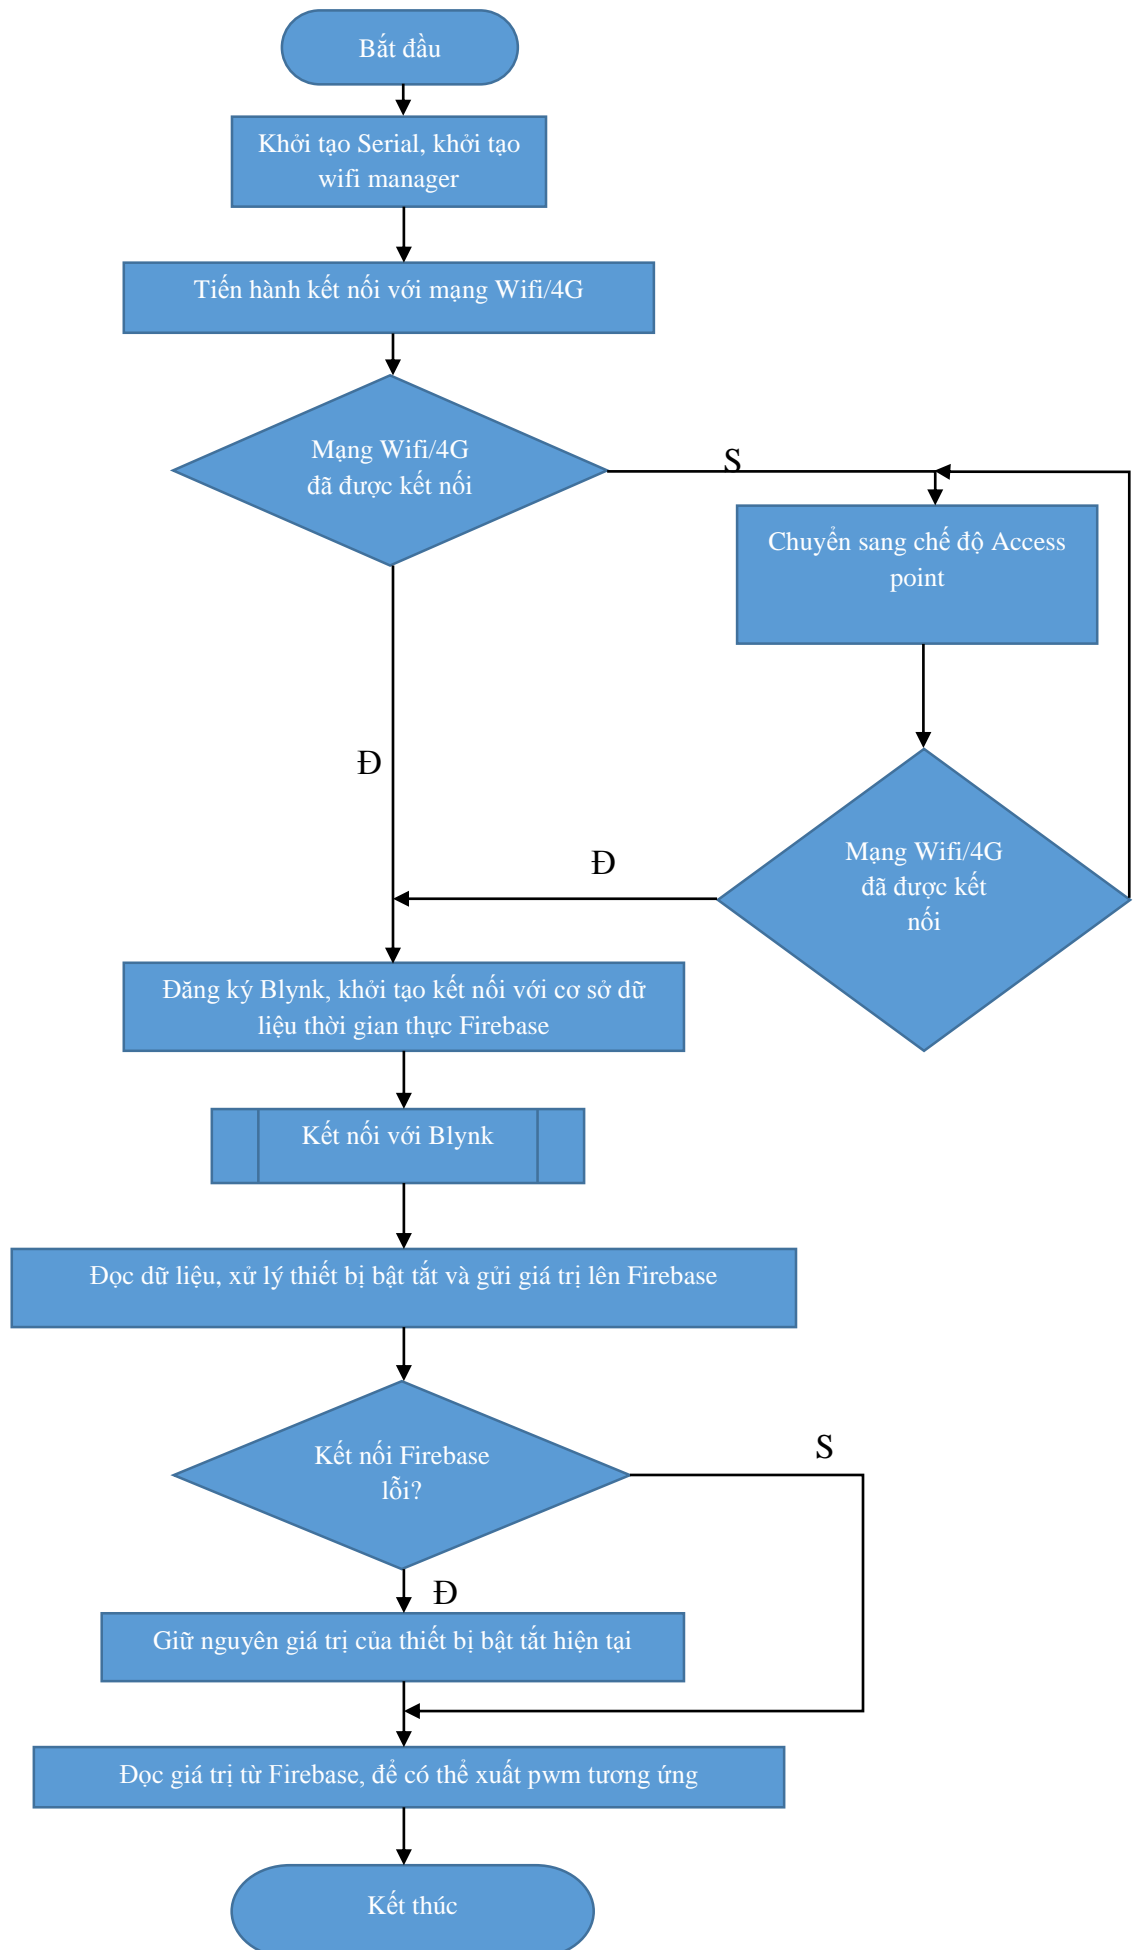 Bắt đầu
Khởi tạo Serial, khởi tạo
wifi manager
Tiến hành kết nối với mạng Wifi/4G
Mạng Wifi/4G
đã được kết nối
S
Chuyển sang chế độ Access
point
Đ
Đ
Mạng Wifi/4G
đã được kết
nối
Đăng ký Blynk, khởi tạo kết nối với cơ sở dữ
liệu thời gian thực Firebase
Kết nối với Blynk
Đọc dữ liệu, xử lý thiết bị bật tắt và gửi giá trị lên Firebase
Kết nối Firebase
lỗi?
S
Đ
Giữ nguyên giá trị của thiết bị bật tắt hiện tại
Đọc giá trị từ Firebase, để có thể xuất pwm tương ứng
Kết thúc